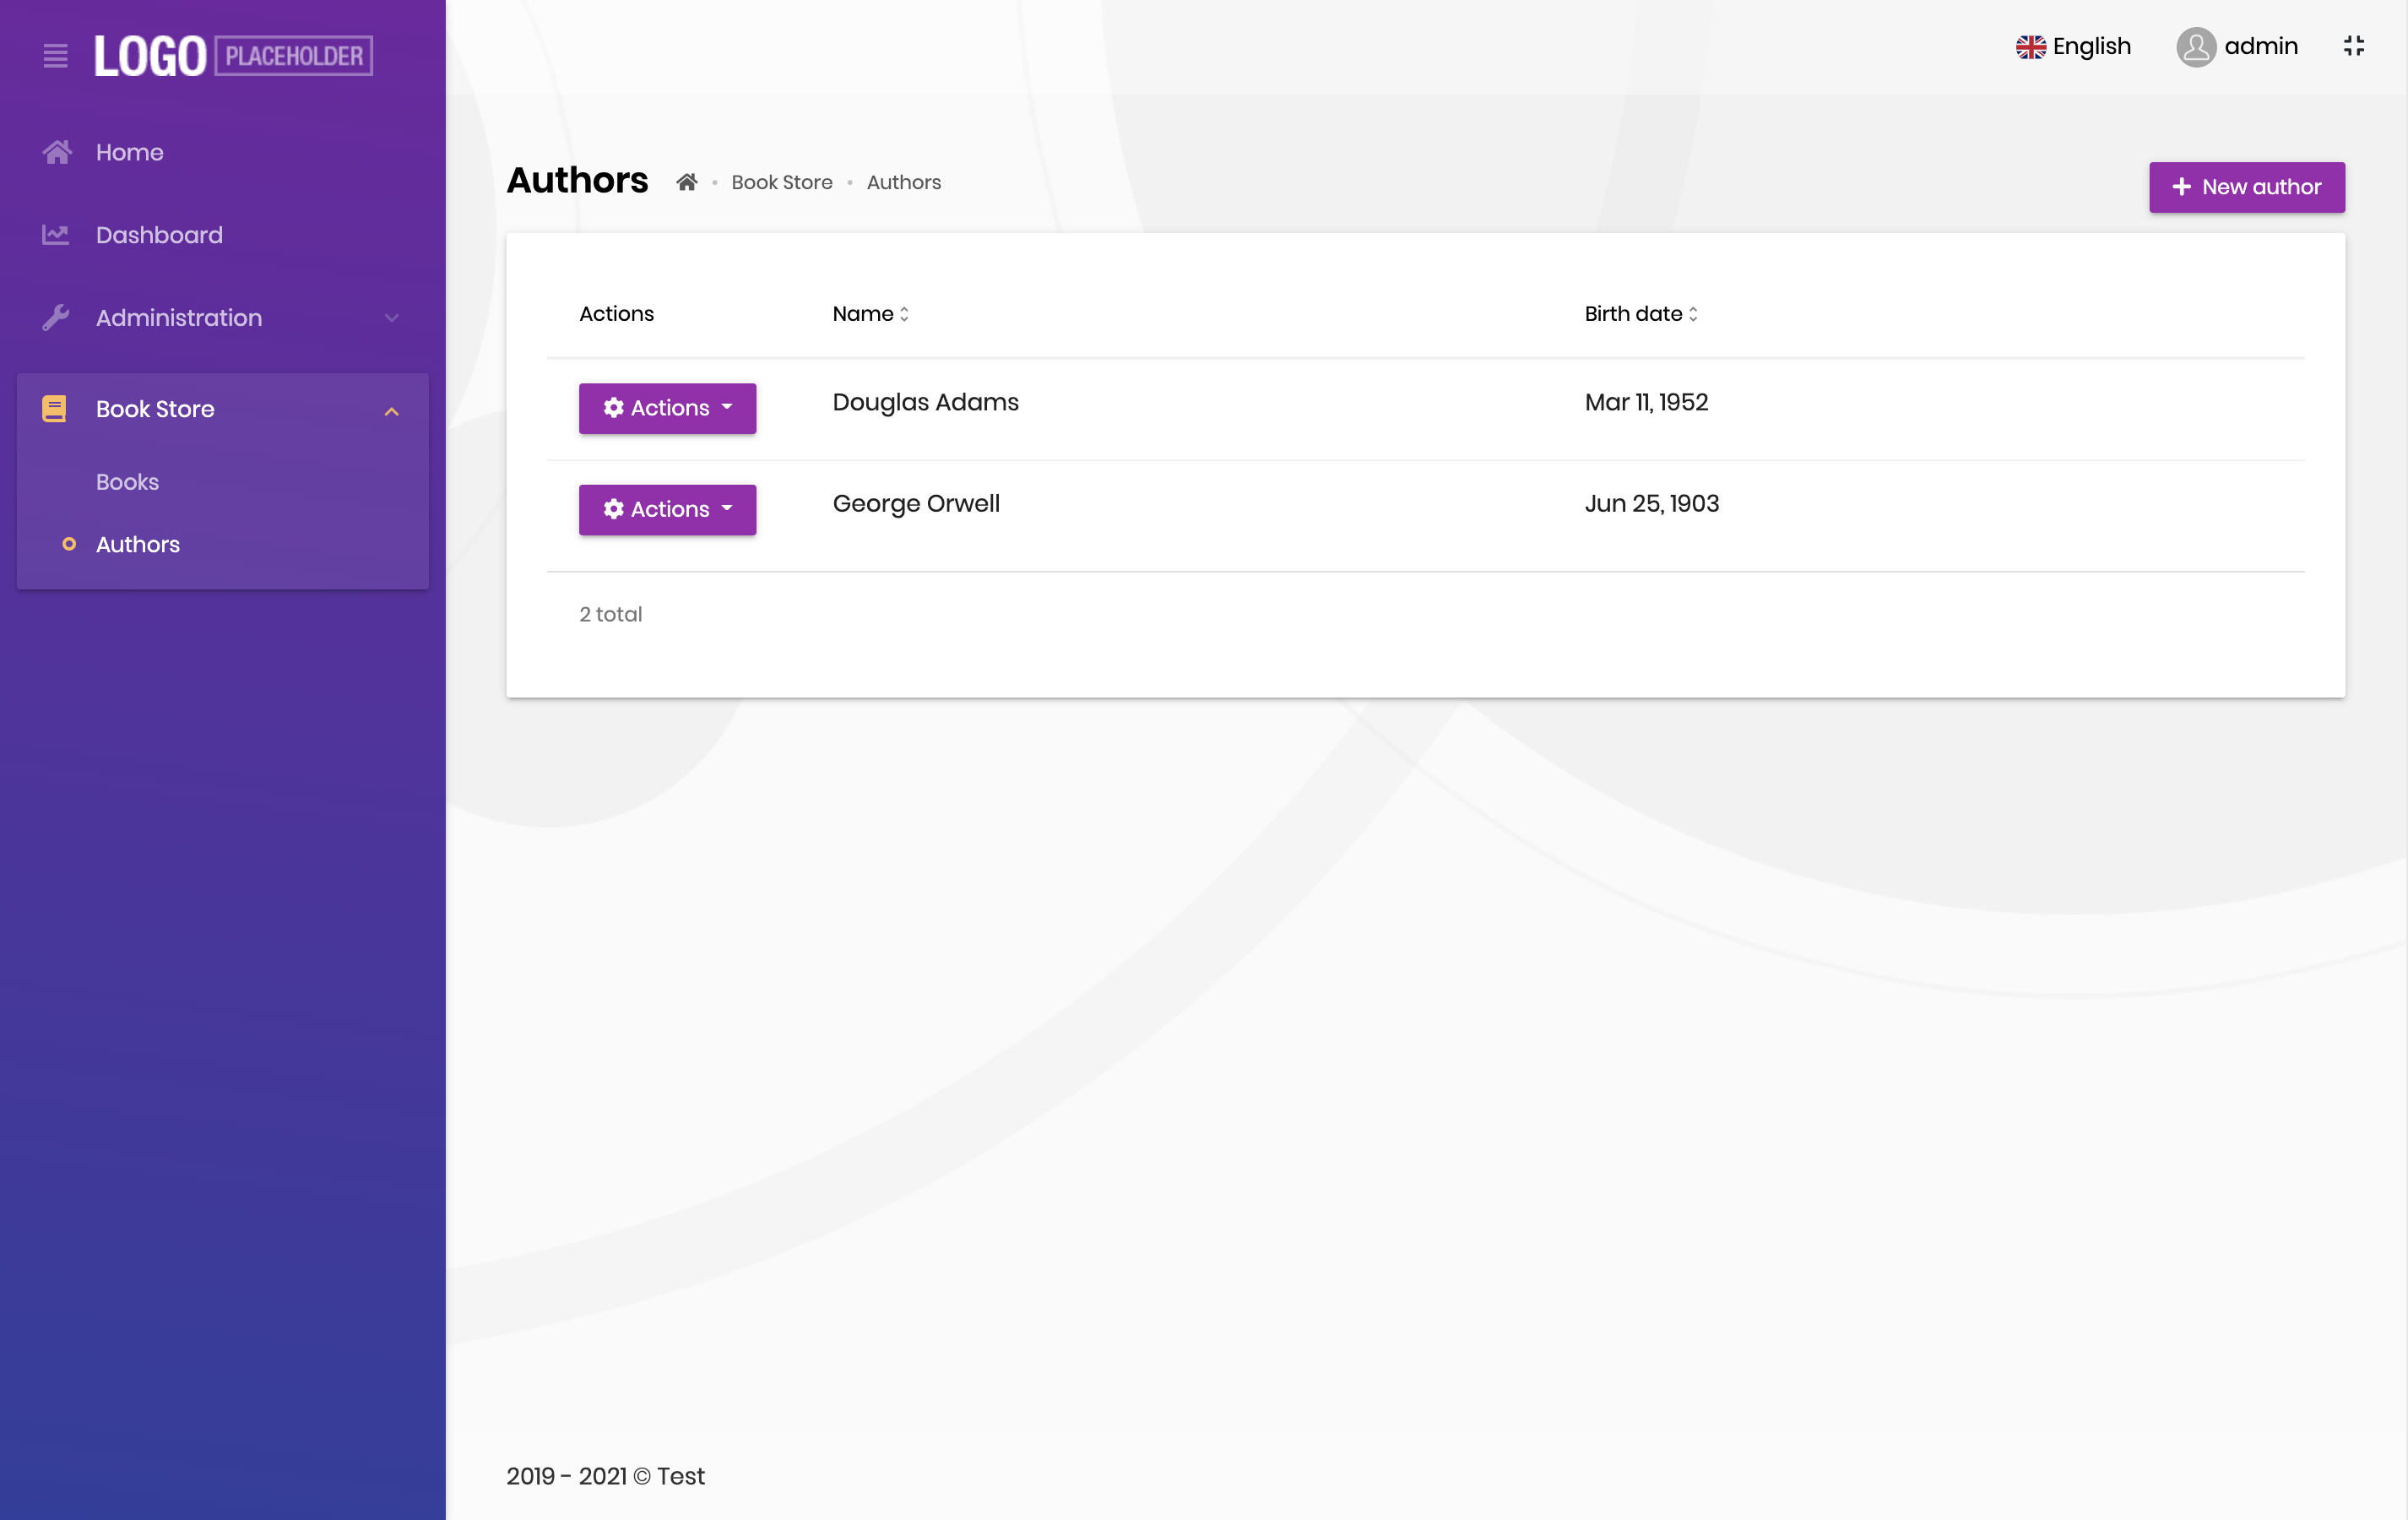 LOGO PLACEHOLDER
Home
Dashboard
Administration
Book Store
Books
Authors
English
admin
Authors
Book Store
Authors
New author
Actions Name Birth date
Actions Douglas Adams Mar 11, 1952
Actions George Orwell Jun 25, 1903
2 total
2019 - 2021 © Test